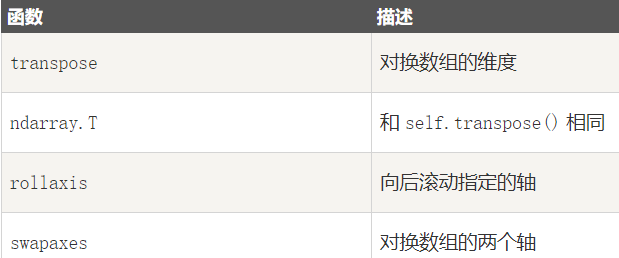 函数 描述
transpose 对换数组的维度
ndarray.T 和 self.transpose() 相同
rollaxis 向后滚动指定的轴
swapaxes 对换数组的两个轴